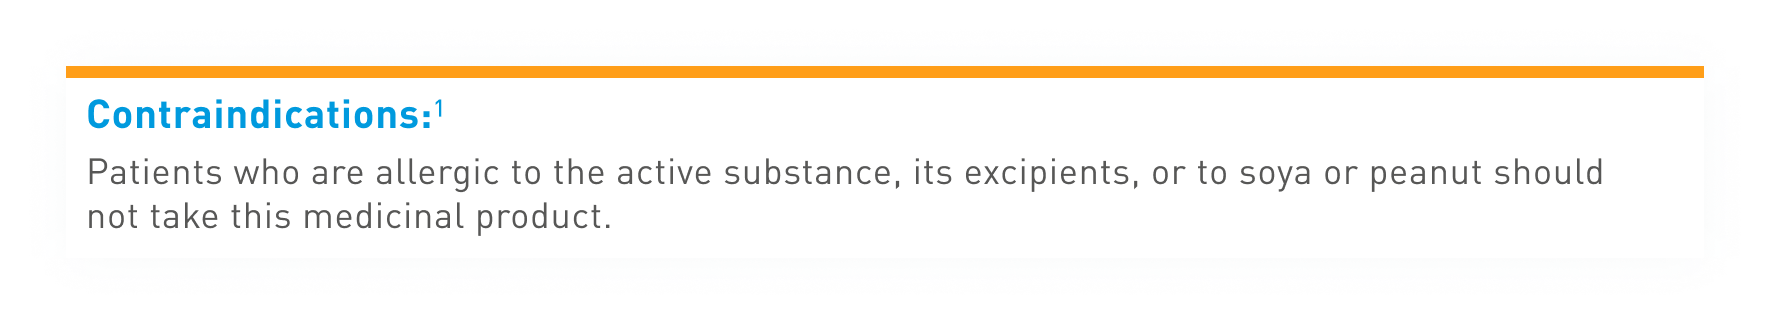 Contraindications:¹
Patients who are allergic to the active substance, its excipients, or to soya or peanut should
not take this medicinal product.